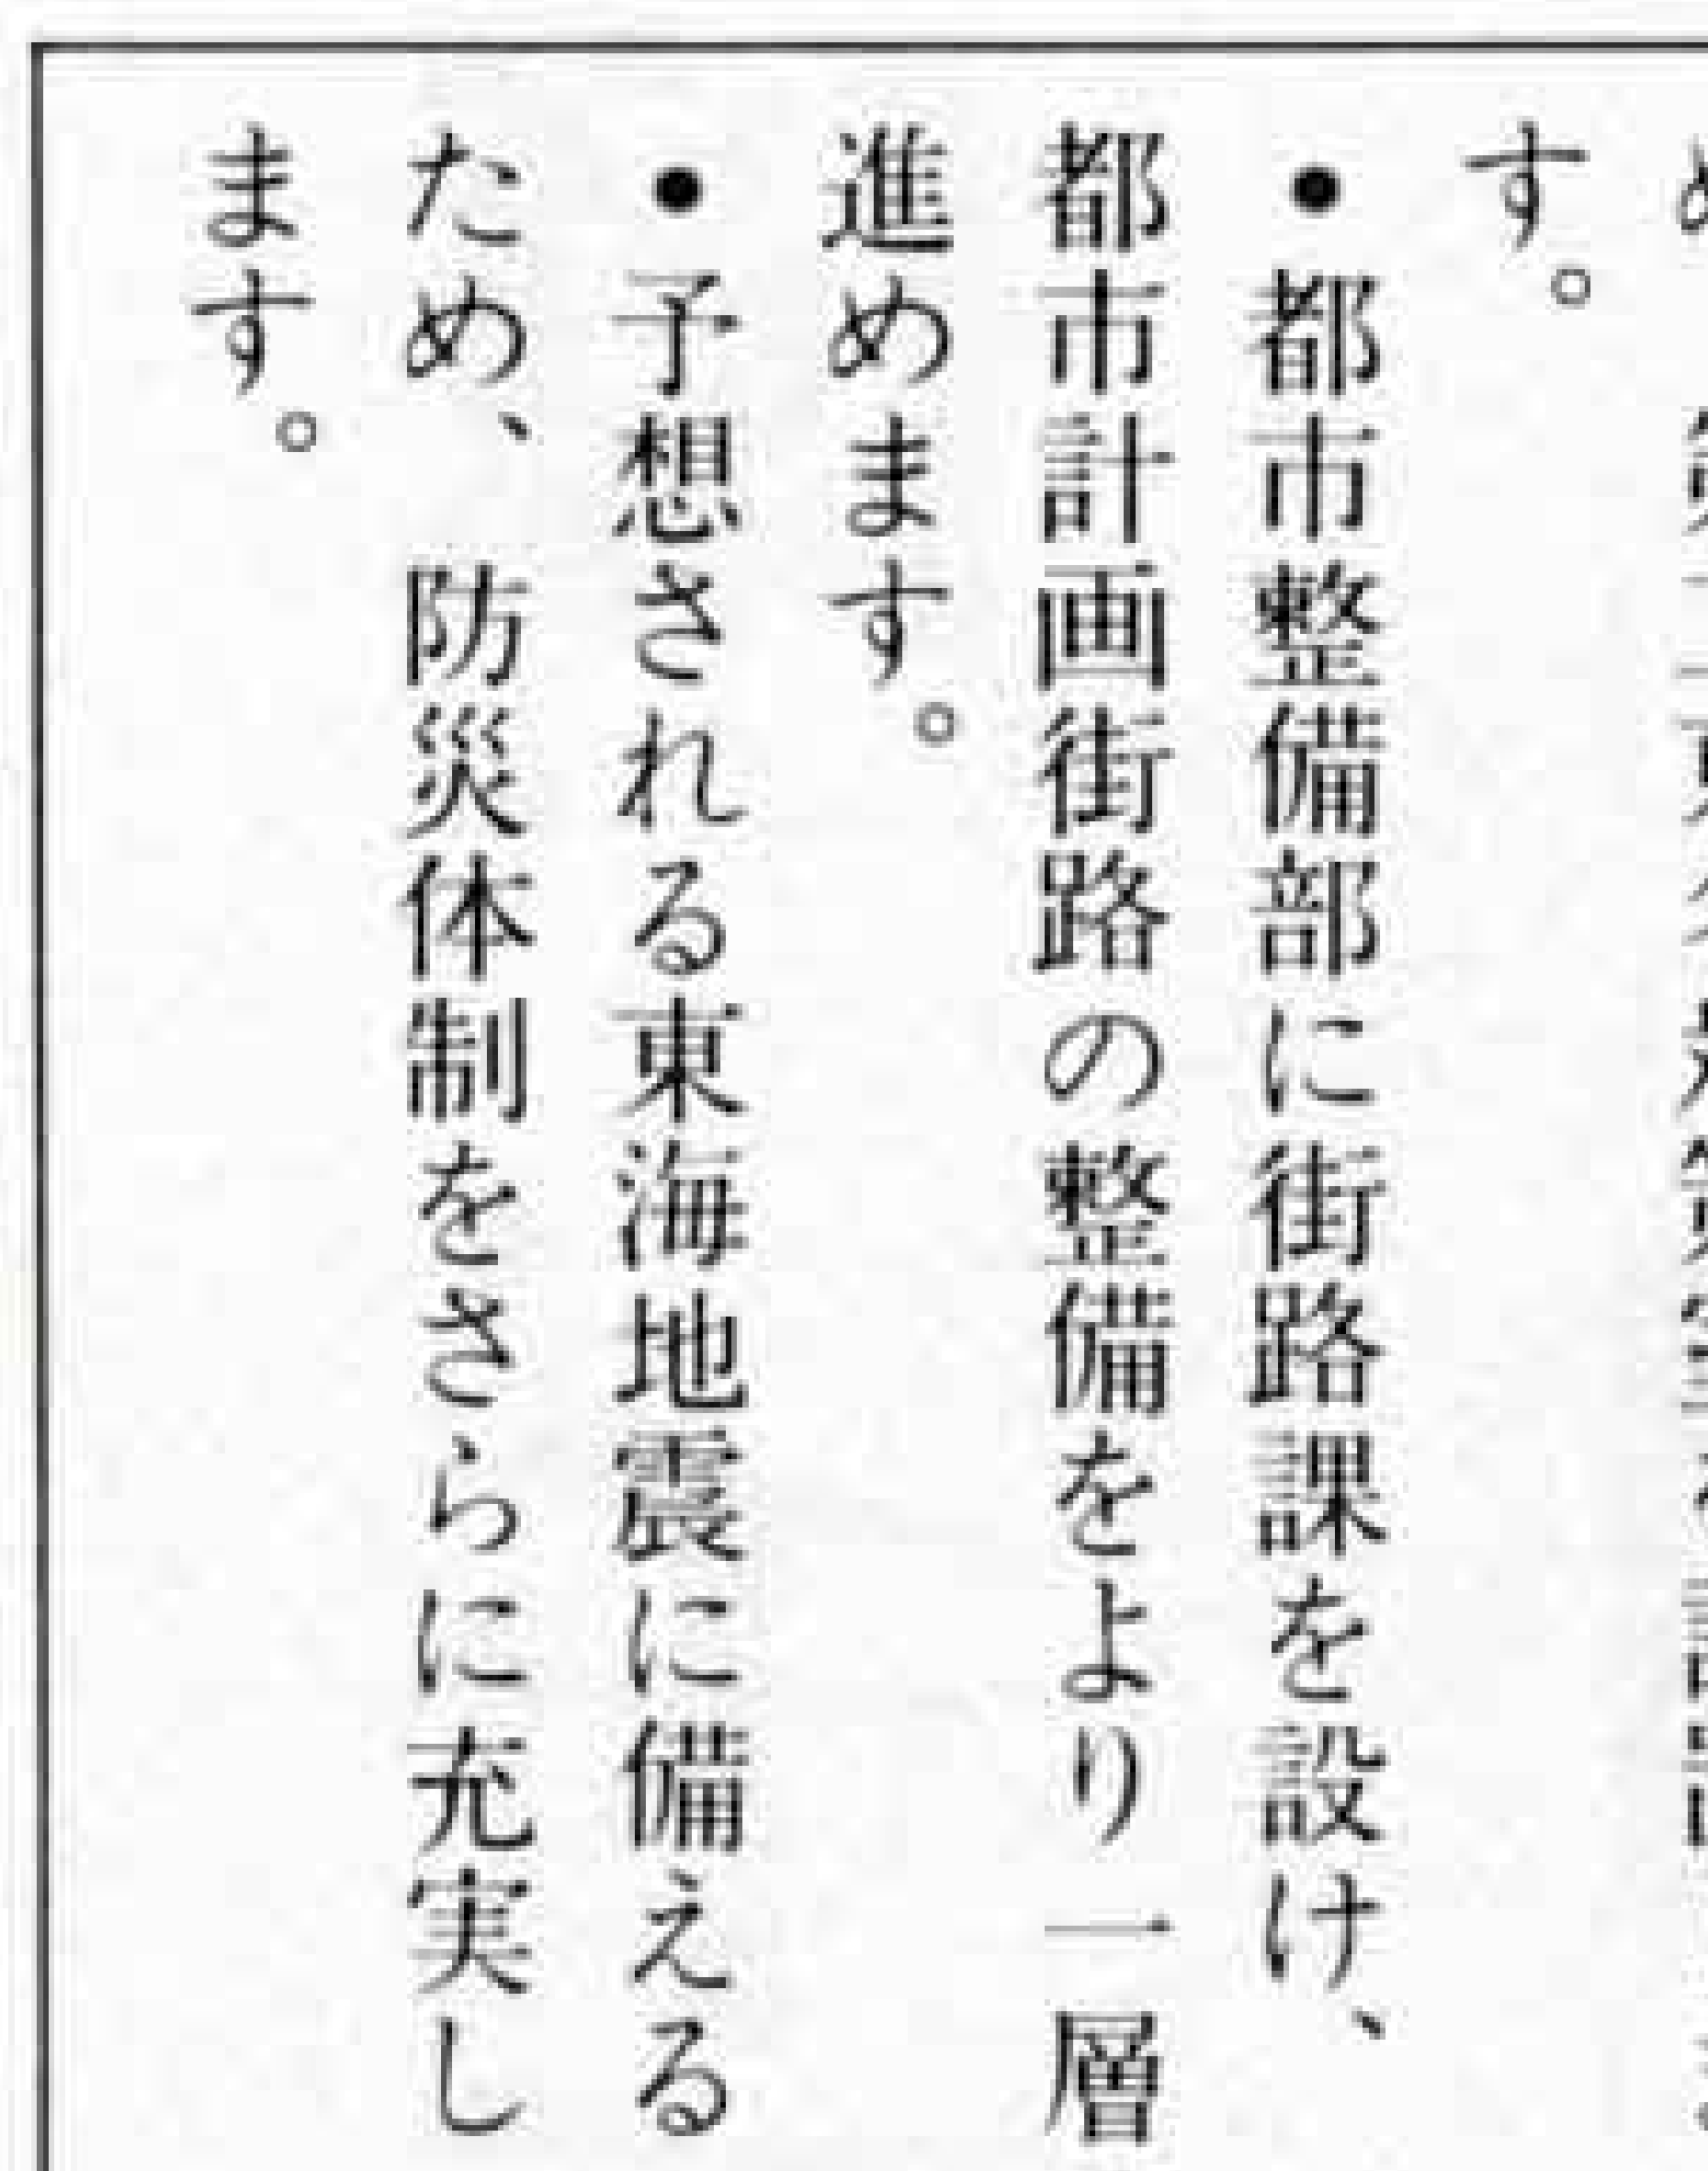 す。
●都市整備部に街路課を設け、
都市計画街路の整備をより一層
進めます。
●予想される東海地震に備える
ため、防災体制をさらに充実し
ます。